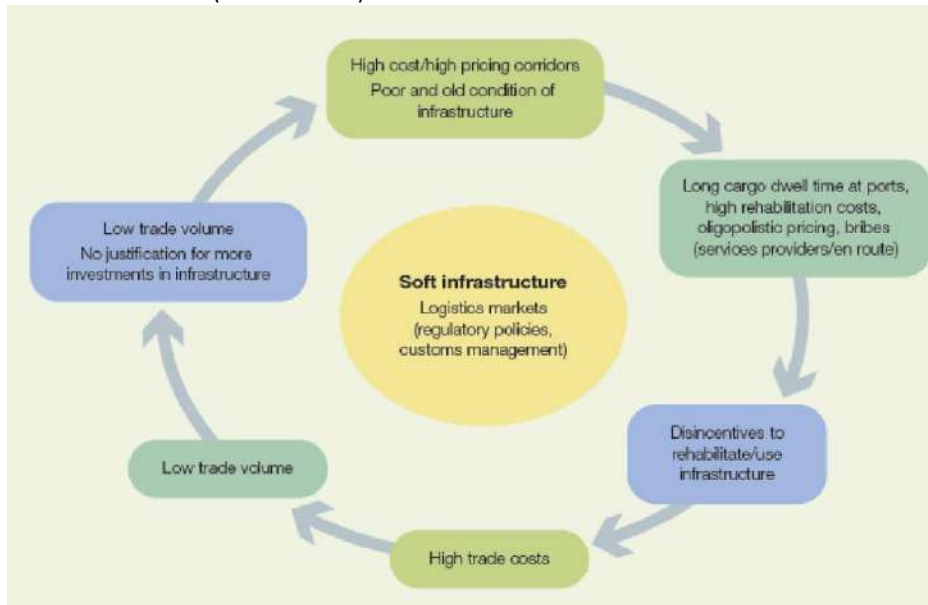 High cost/high pricing corridors
Poor and old condition of
infrastructure
Long cargo dwell time at ports,
high rehabilitation costs,
oligopolistic pricing, bribes
(services providers/en route)
Disincentives to
rehabilitate/use
infrastructure
High trade costs
Low trade volume
Low trade volume
No justification for more
investments in infrastructure
Soft infrastructure
Logistics markets
(regulatory policies,
customs management)